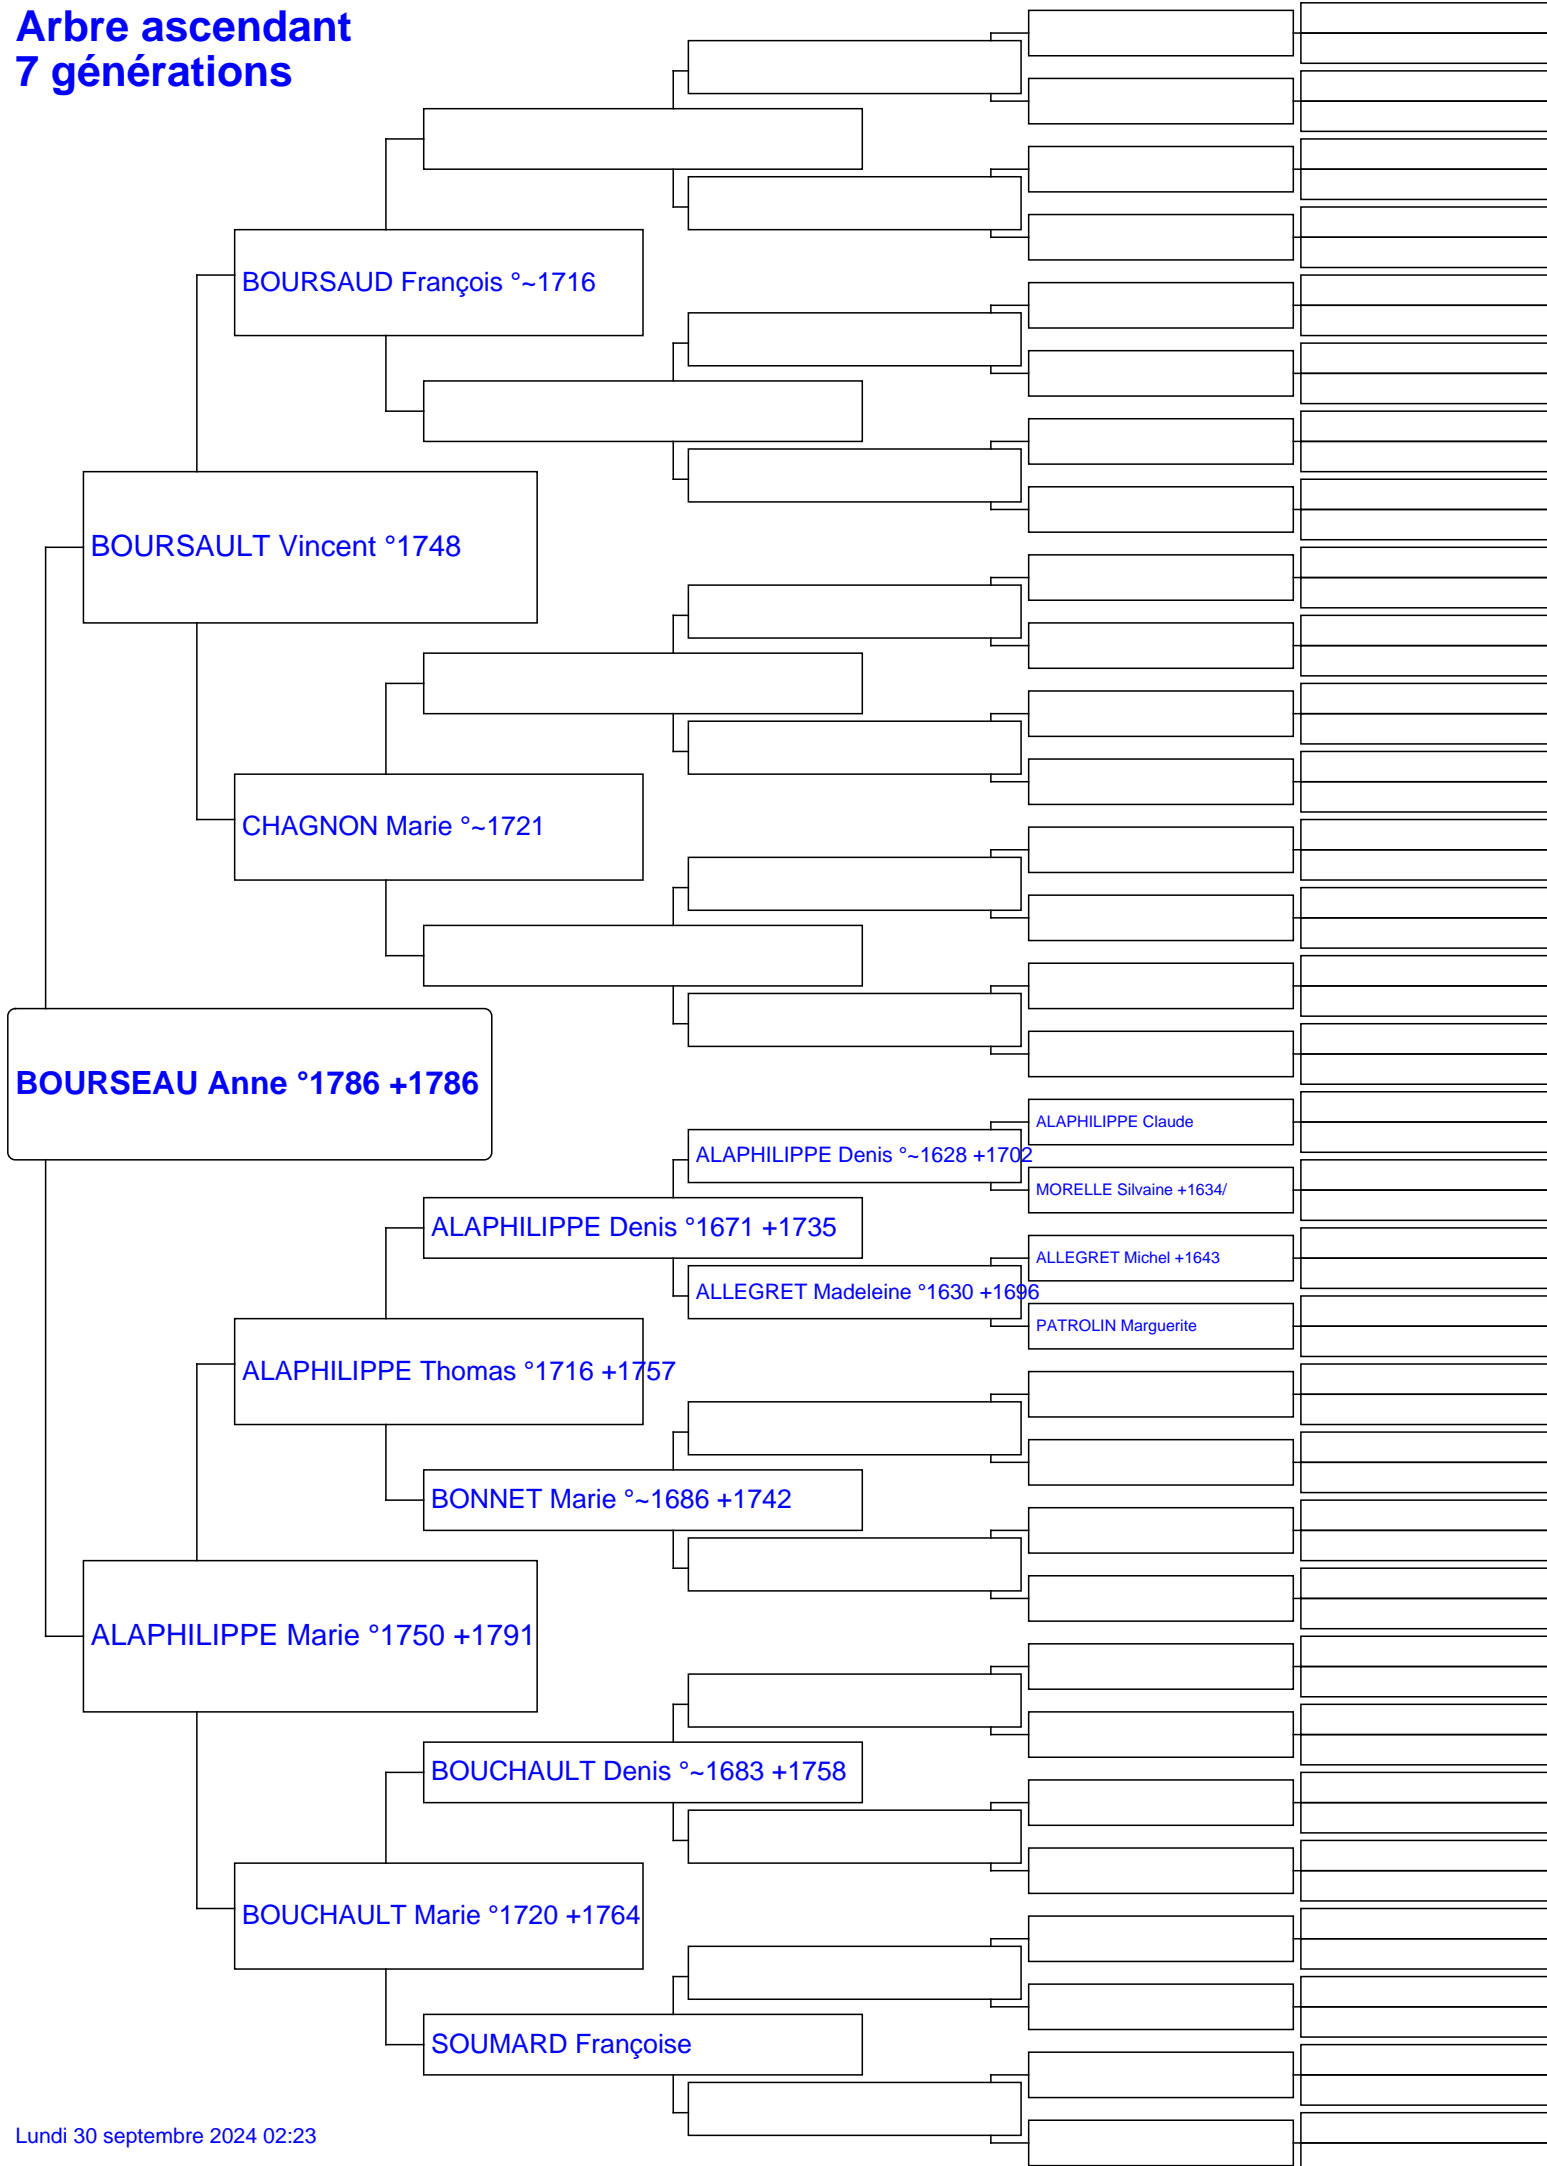 Arbre ascendant
7 générations
BOURSAUD François °~1716
BOURSAULT Vincent °1748
CHAGNON Marie °~1721
BOURSEAU Anne °1786 +1786
ALAPHILIPPE Claude
ALAPHILIPPE Denis °~1628 +1702
MORELLE Silvaine +1634/
ALAPHILIPPE Denis °1671 +1735
ALLEGRET Michel +1643
ALLEGRET Madeleine °1630 +1696
PATROLIN Marguerite
ALAPHILIPPE Thomas °1716 +1757
BONNET Marie °~1686 +1742
ALAPHILIPPE Marie °1750 +1791
BOUCHAULT Denis °~1683 +1758
BOUCHAULT Marie °1720 +1764
SOUMARD Françoise
Lundi 30 septembre 2024 02:23